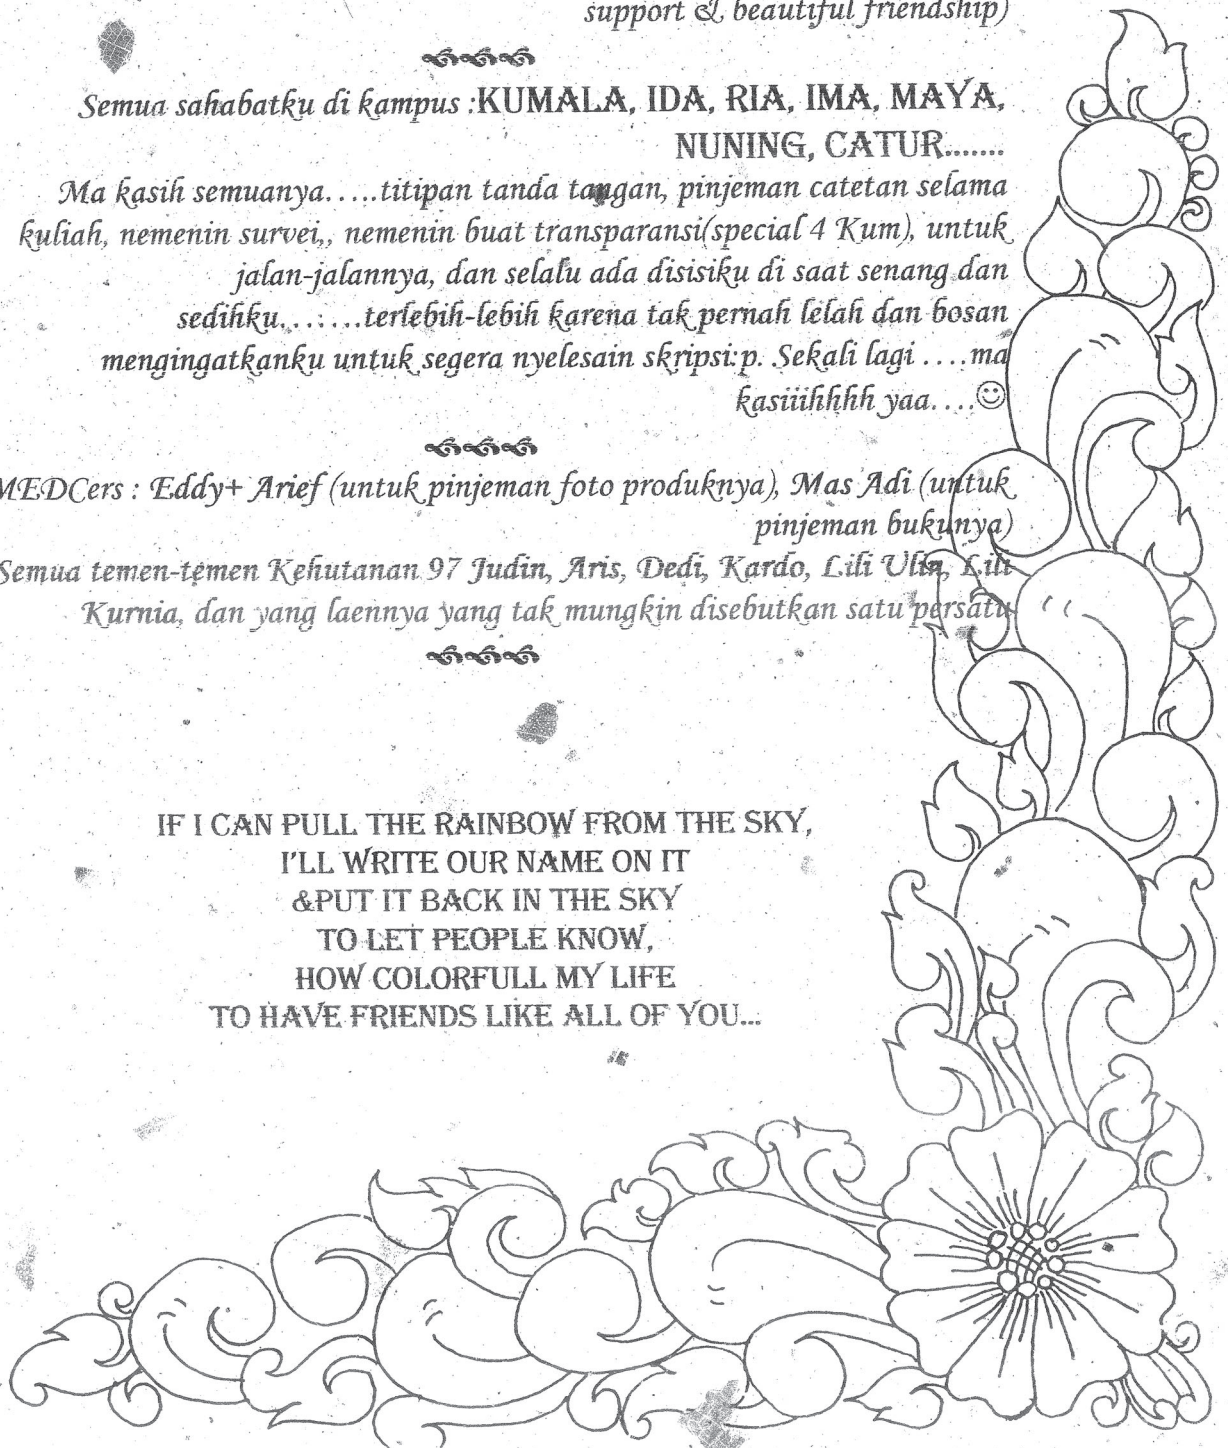 support & beautiful friendship)
Semua sahabatku di kampus :KUMALA, IDA, RIA, IMA, MAYA,
NUNING, CATUR.......
Ma kasih semuanya.....titipan tanda tangan, pinjeman catetan selama
kuliah, nemenin survei,, nemenin buat transparansi(special 4 Kum), untuk
jalan-jalannya, dan selalu ada disisiku di saat senang dan
sedihku........terlebih-lebih karena tak pernah lelah dan bosan
mengingatkanku untuk segera nyelesain skripsi:p. Sekali lagi ....ma
kasiiihhhh yaa....☺
MEDCers : Eddy+ Arief (untuk pinjeman foto produknya), Mas Adi (untuk
pinjeman bukunya)
Semua temen-temen Kehutanan 97 Judin, Aris, Dedi, Kardo, Lili Ulin, Lili
Kurnia, dan yang laennya yang tak mungkin disebutkan satu persatu
IF I CAN PULL THE RAINBOW FROM THE SKY,
I'LL WRITE OUR NAME ON IT
&PUT IT BACK IN THE SKY
TO LET PEOPLE KNOW,
HOW COLORFULL MY LIFE
TO HAVE FRIENDS LIKE ALL OF YOU...